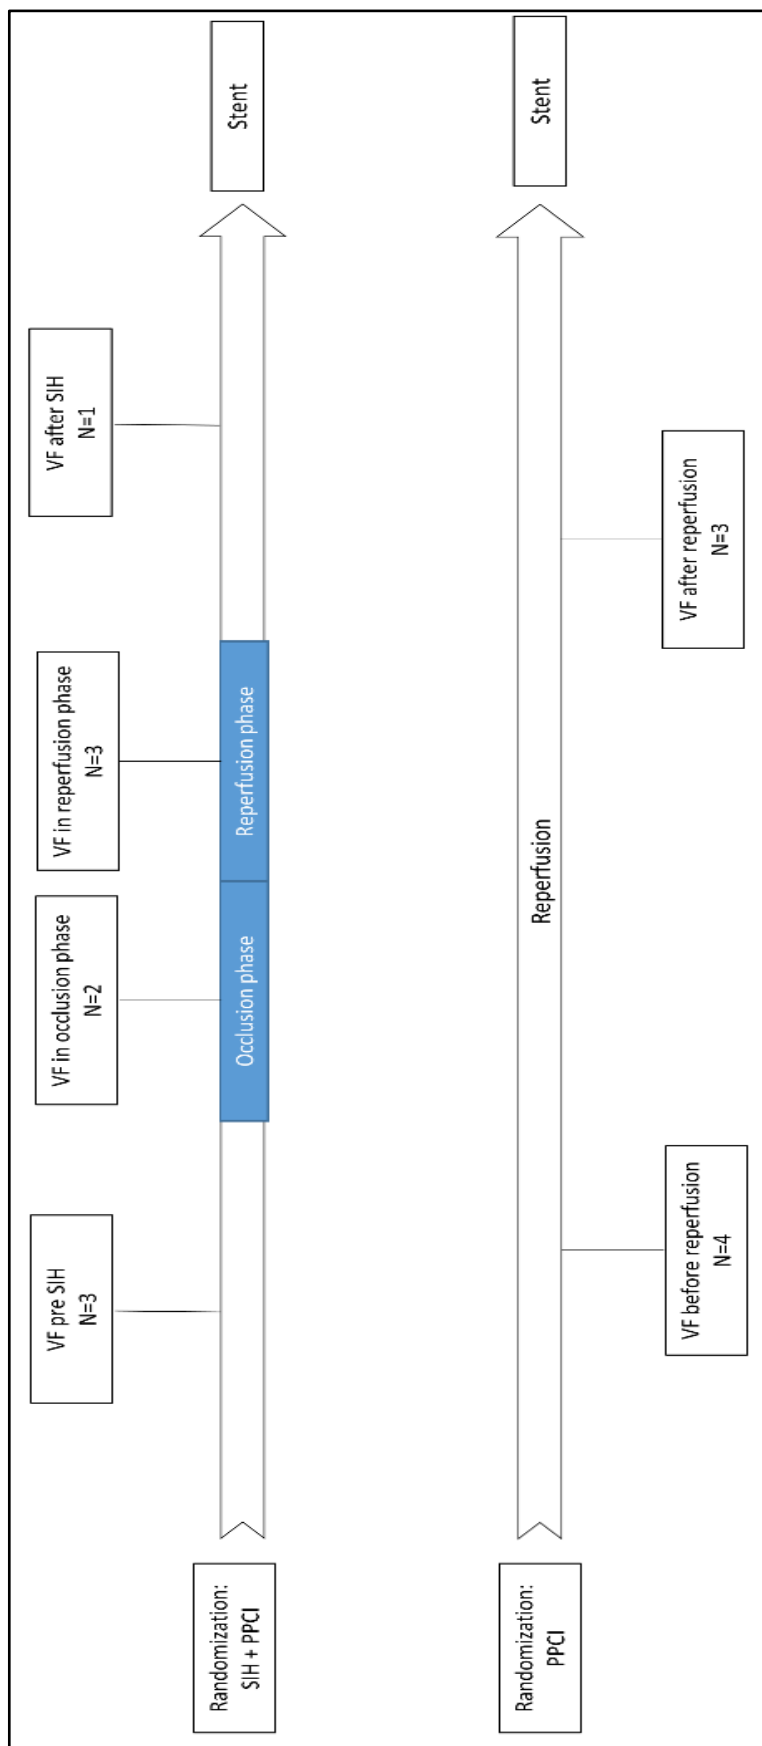 Randomization:
SIH + PPCI
VF pre SIH
N=3
VF in occlusion phase
N=2
VF in reperfusion phase
N=3
VF after SIH
N=1
Occlusion phase
Reperfusion phase
Stent
Randomization:
PPCI
Reperfusion
Stent
VF before reperfusion
N=4
VF after reperfusion
N=3